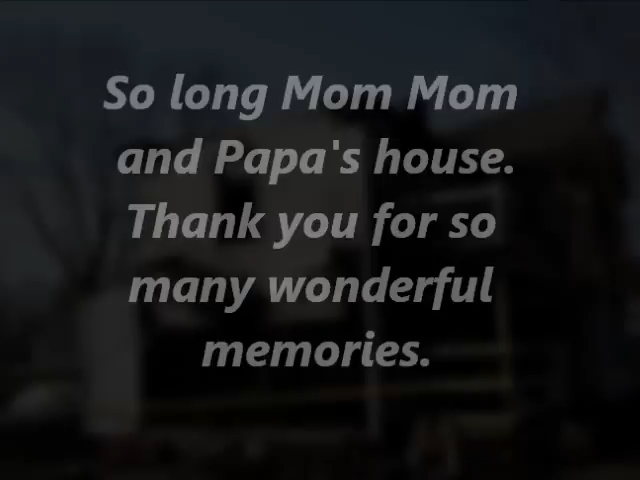 So long Mom Mom
and Papa's house.
Thank you for so
many wonderful
memories.